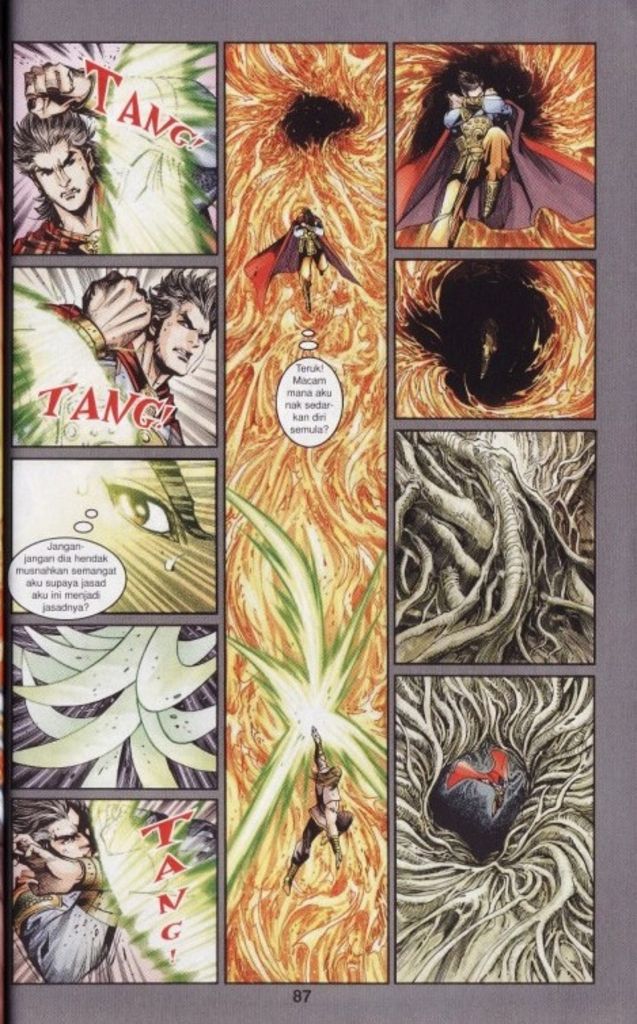 TANG!
TANG!
Jangan-
jangan dia hendak
musnahkan semangat
aku supaya jasad
aku ini menjadi
jasadnya?
TANG!
Teruk!
Macam
mana aku
nak sedar-
kan diri
semula?
87